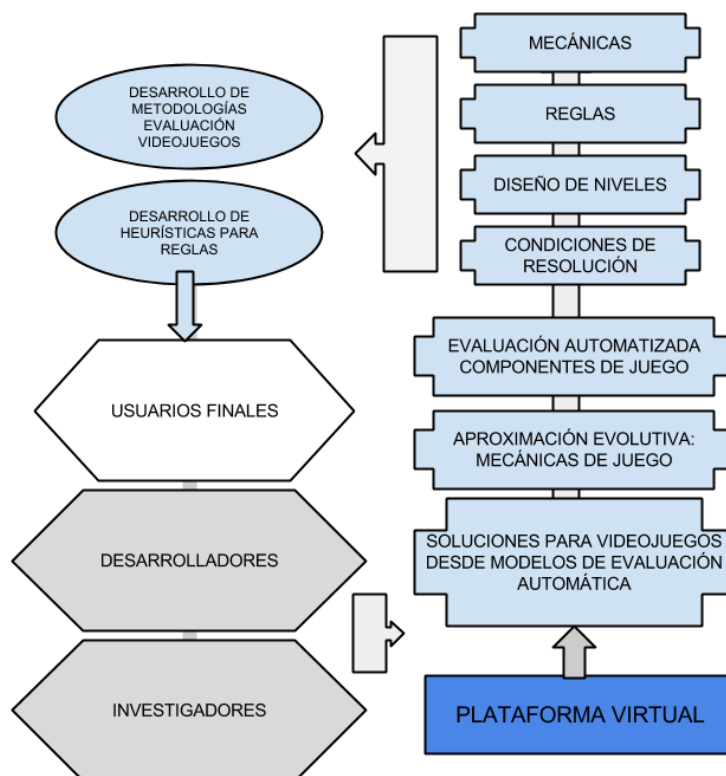 DESARROLLO DE
METODOLOGÍAS
EVALUACIÓN
VIDEOJUEGOS
DESARROLLO DE
HEURÍSTICAS PARA
REGLAS
USUARIOS FINALES
DESARROLLADORES
INVESTIGADORES
MECÁNICAS
REGLAS
DISEÑO DE NIVELES
CONDICIONES DE
RESOLUCIÓN
EVALUACIÓN AUTOMATIZADA
COMPONENTES DE JUEGO
APROXIMACIÓN EVOLUTIVA:
MECÁNICAS DE JUEGO
SOLUCIONES PARA VIDEOJUEGOS
DESDE MODELOS DE EVALUACIÓN
AUTOMÁTICA
PLATAFORMA VIRTUAL